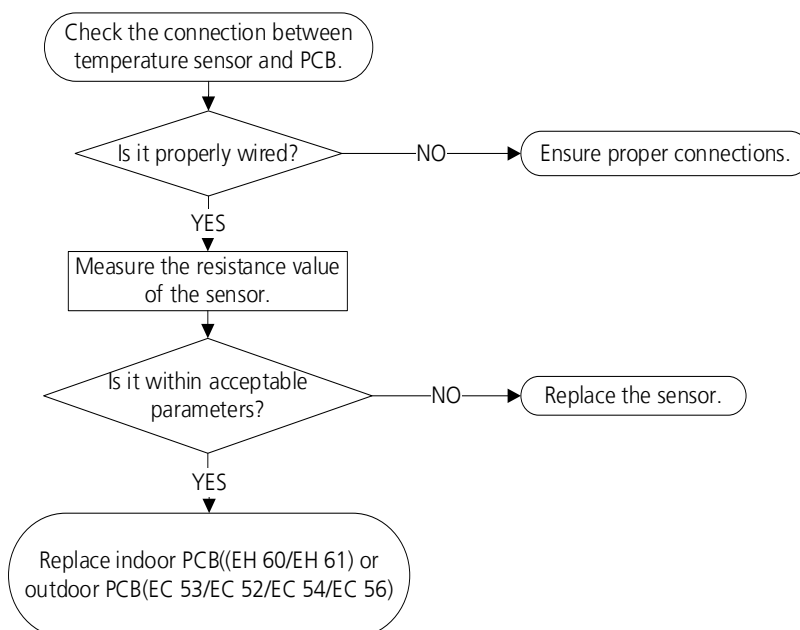 Check the connection between
temperature sensor and PCB.
Is it properly wired?
NO
Ensure proper connections.
YES
Measure the resistance value
of the sensor.
Is it within acceptable
parameters?
NO
Replace the sensor.
YES
Replace indoor PCB((EH 60/EH 61) or
outdoor PCB(EC 53/EC 52/EC 54/EC 56)